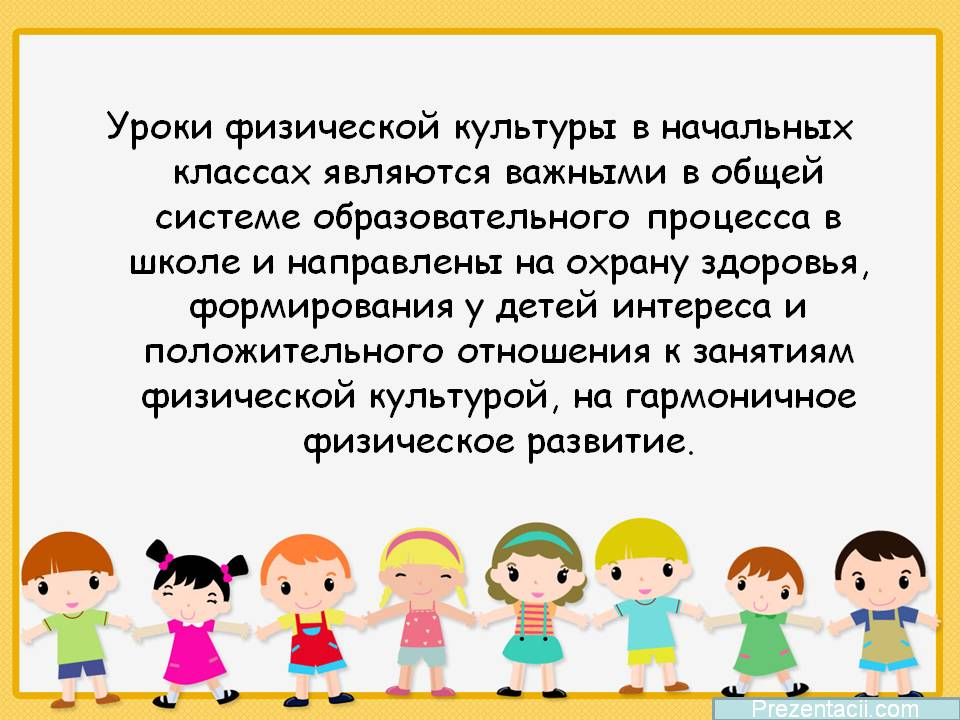 Уроки физической культуры в начальных
классах являются важными в общей
системе образовательного процесса в
школе и направлены на охрану здоровья,
формирования у детей интереса и
положительного отношения к занятиям
физической культурой, на гармоничное
физическое развитие.
Prezentacii.com